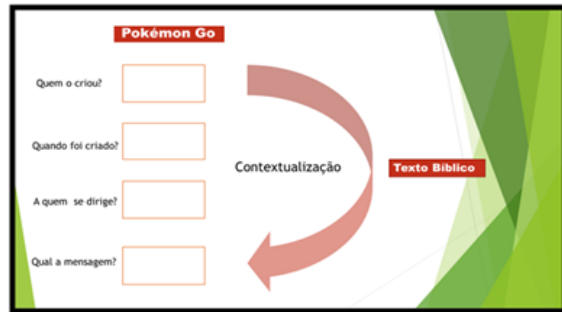 Pokémon Go
Quem o criou?
Quando foi criado?
Contextualização
Texto Bíblico
A quem se dirige?
Qual a mensagem?